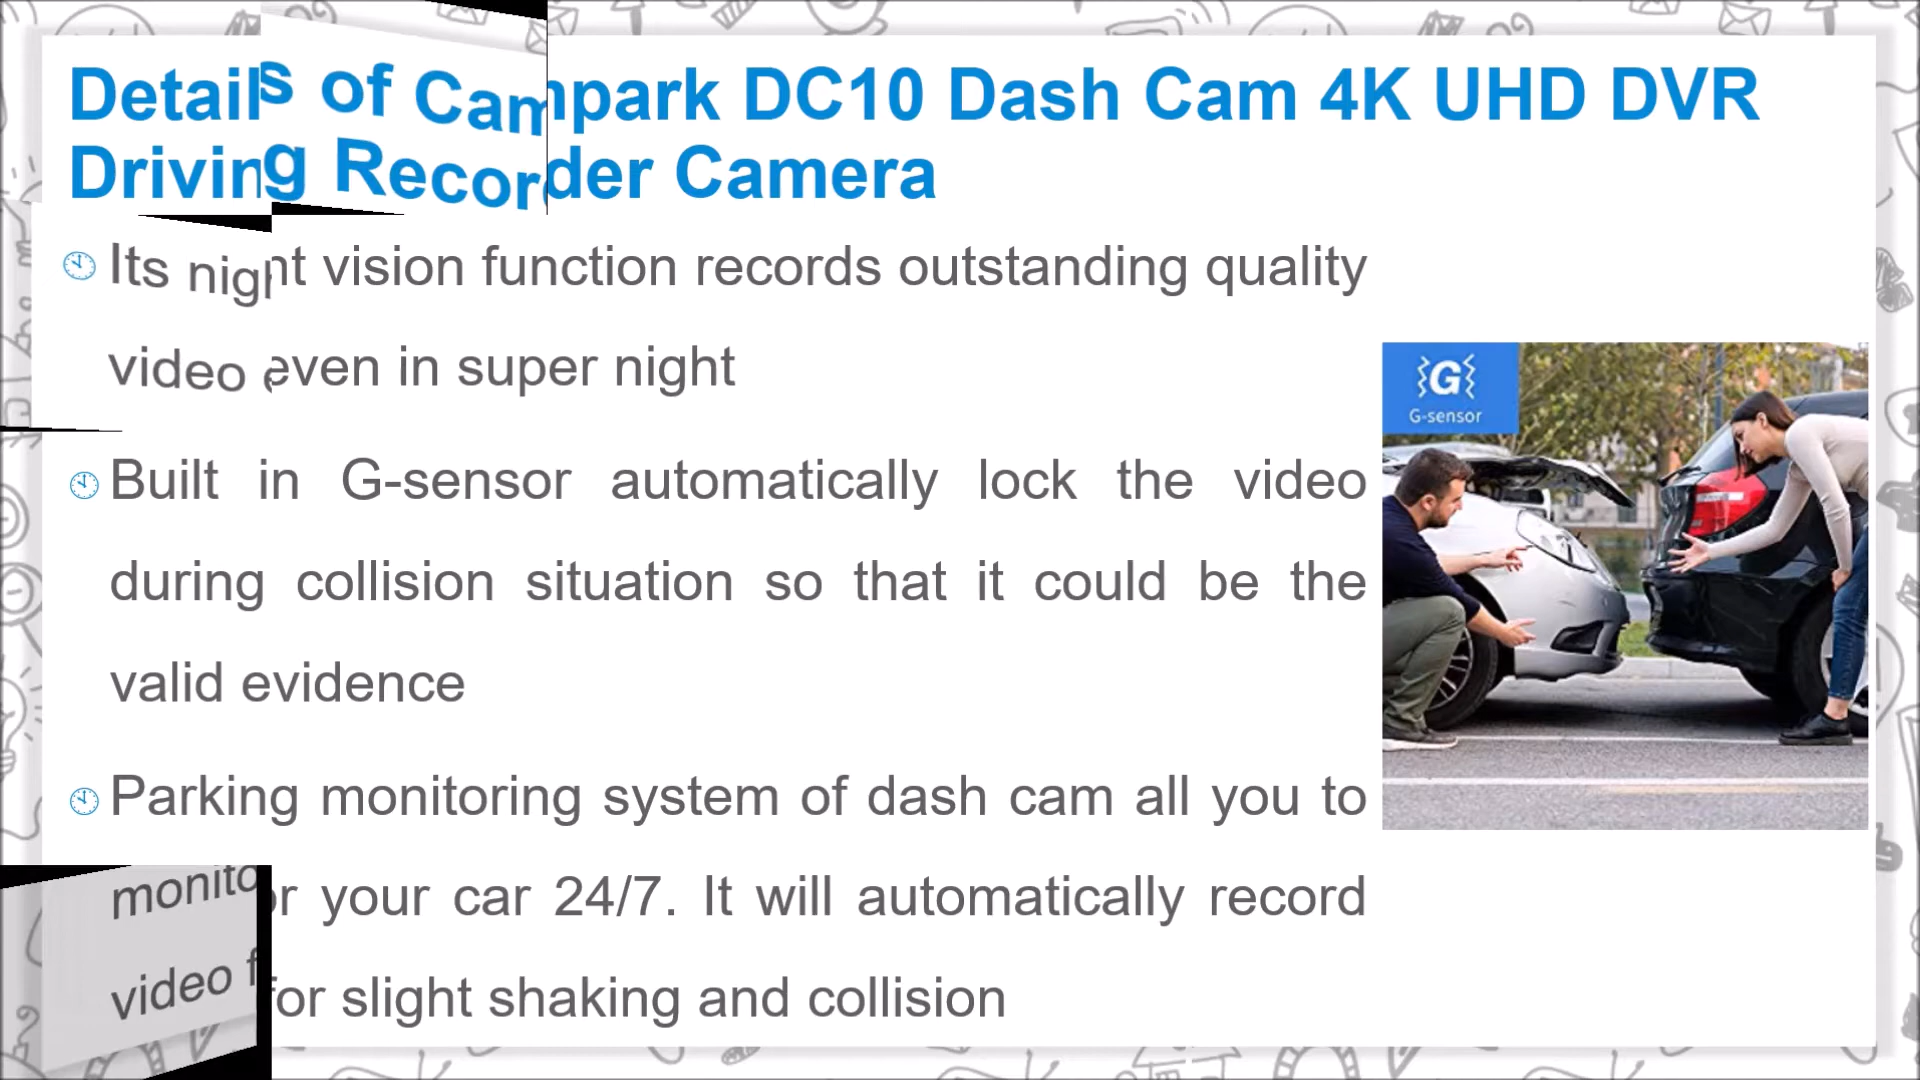 Details of Campark DC10 Dash Cam 4K UHD DVR
Driving Recorder Camera
Its night vision function records outstanding quality
video even in super night
Built in G-sensor automatically lock the video
during collision situation so that it could be the
valid evidence
Parking monitoring system of dash cam all you to
monitor your car 24/7. It will automatically record
video for slight shaking and collision
G
G-sensor